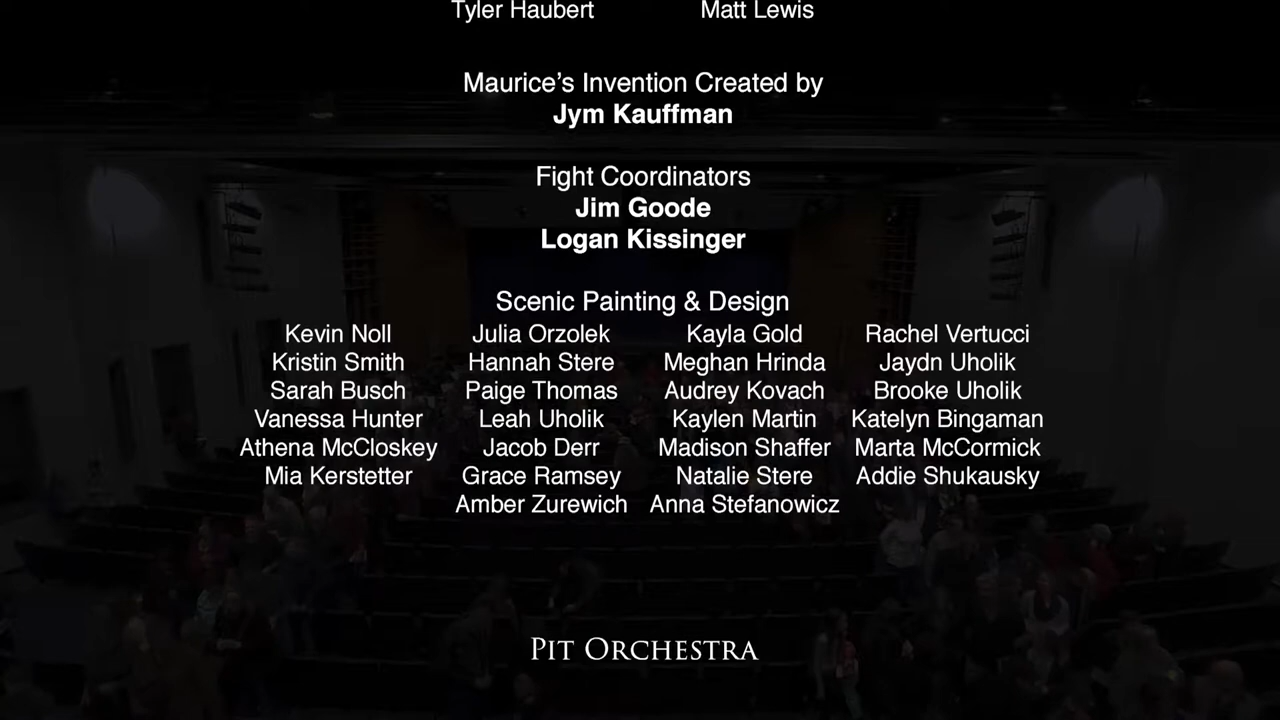 Tyler Haubert Matt Lewis
Maurice’s Invention Created by
Jym Kauffman
Fight Coordinators
Jim Goode
Logan Kissinger
Scenic Painting & Design
Kevin Noll Julia Orzolek Kayla Gold Rachel Vertucci
Kristin Smith Hannah Stere Meghan Hrinda Jaydn Uholik
Sarah Busch Paige Thomas Audrey Kovach Brooke Uholik
Vanessa Hunter Leah Uholik Kaylen Martin Katelyn Bingaman
Athena McCloskey Jacob Derr Madison Shaffer Marta McCormick
Mia Kerstetter Grace Ramsey Natalie Stere Addie Shukausky
Amber Zurewich Anna Stefanowicz
Pit Orchestra